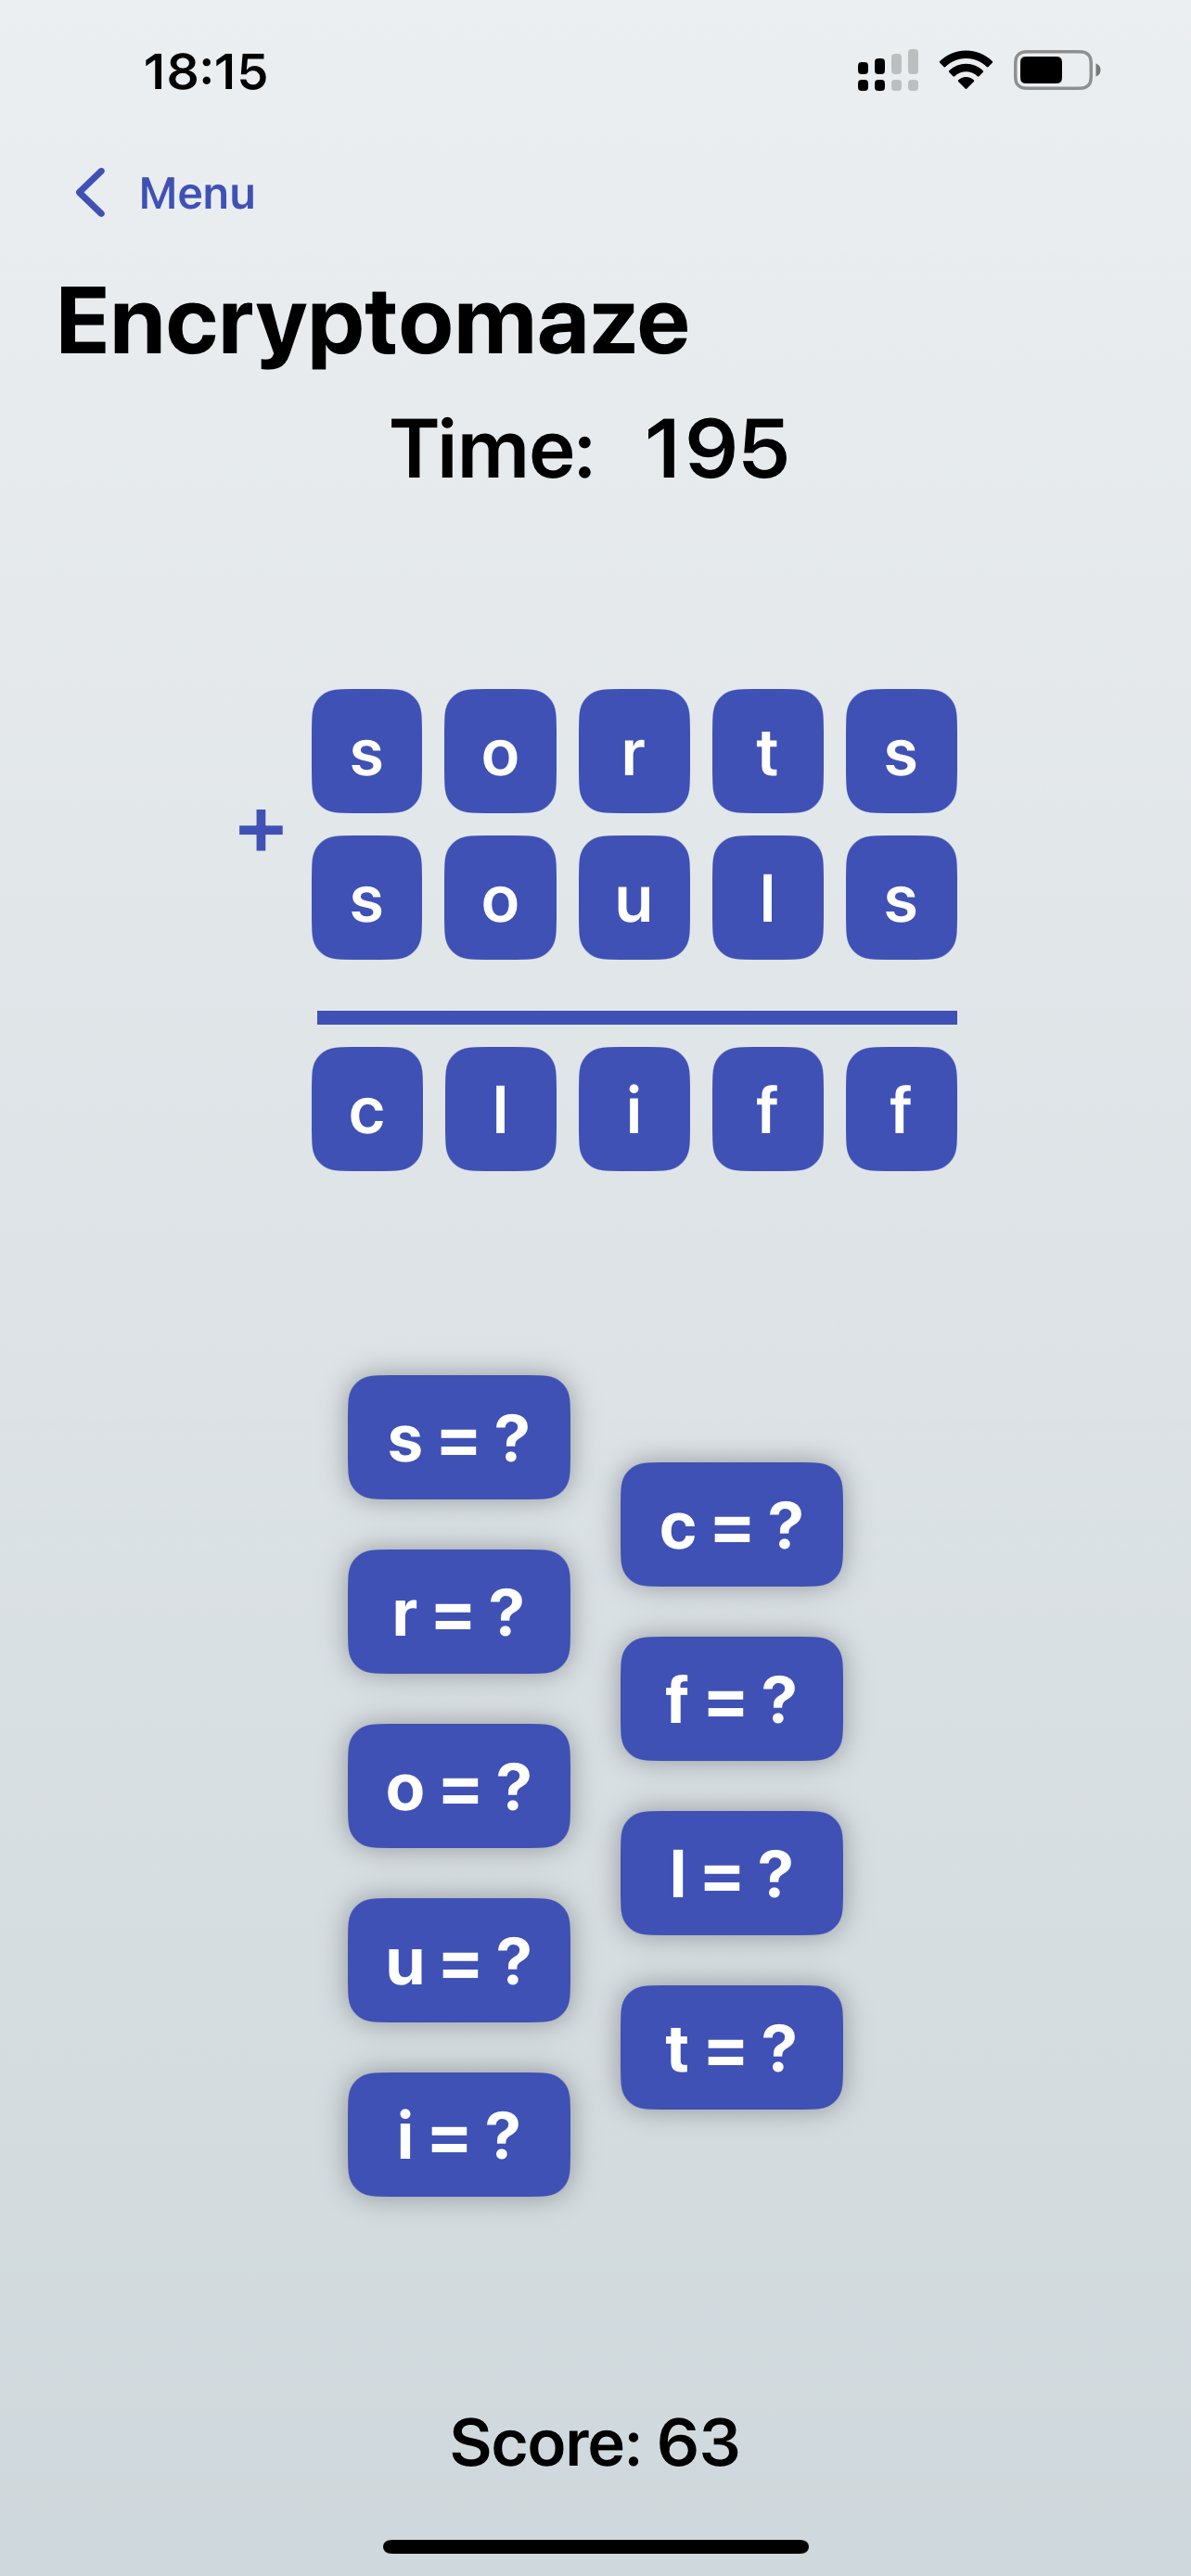 18:15
Menu
Encryptomaze
Time: 195
s o r t s
+
s o u l s
c l i f f
s = ?
c = ?
r = ?
f = ?
o = ?
l = ?
u = ?
t = ?
i = ?
Score: 63